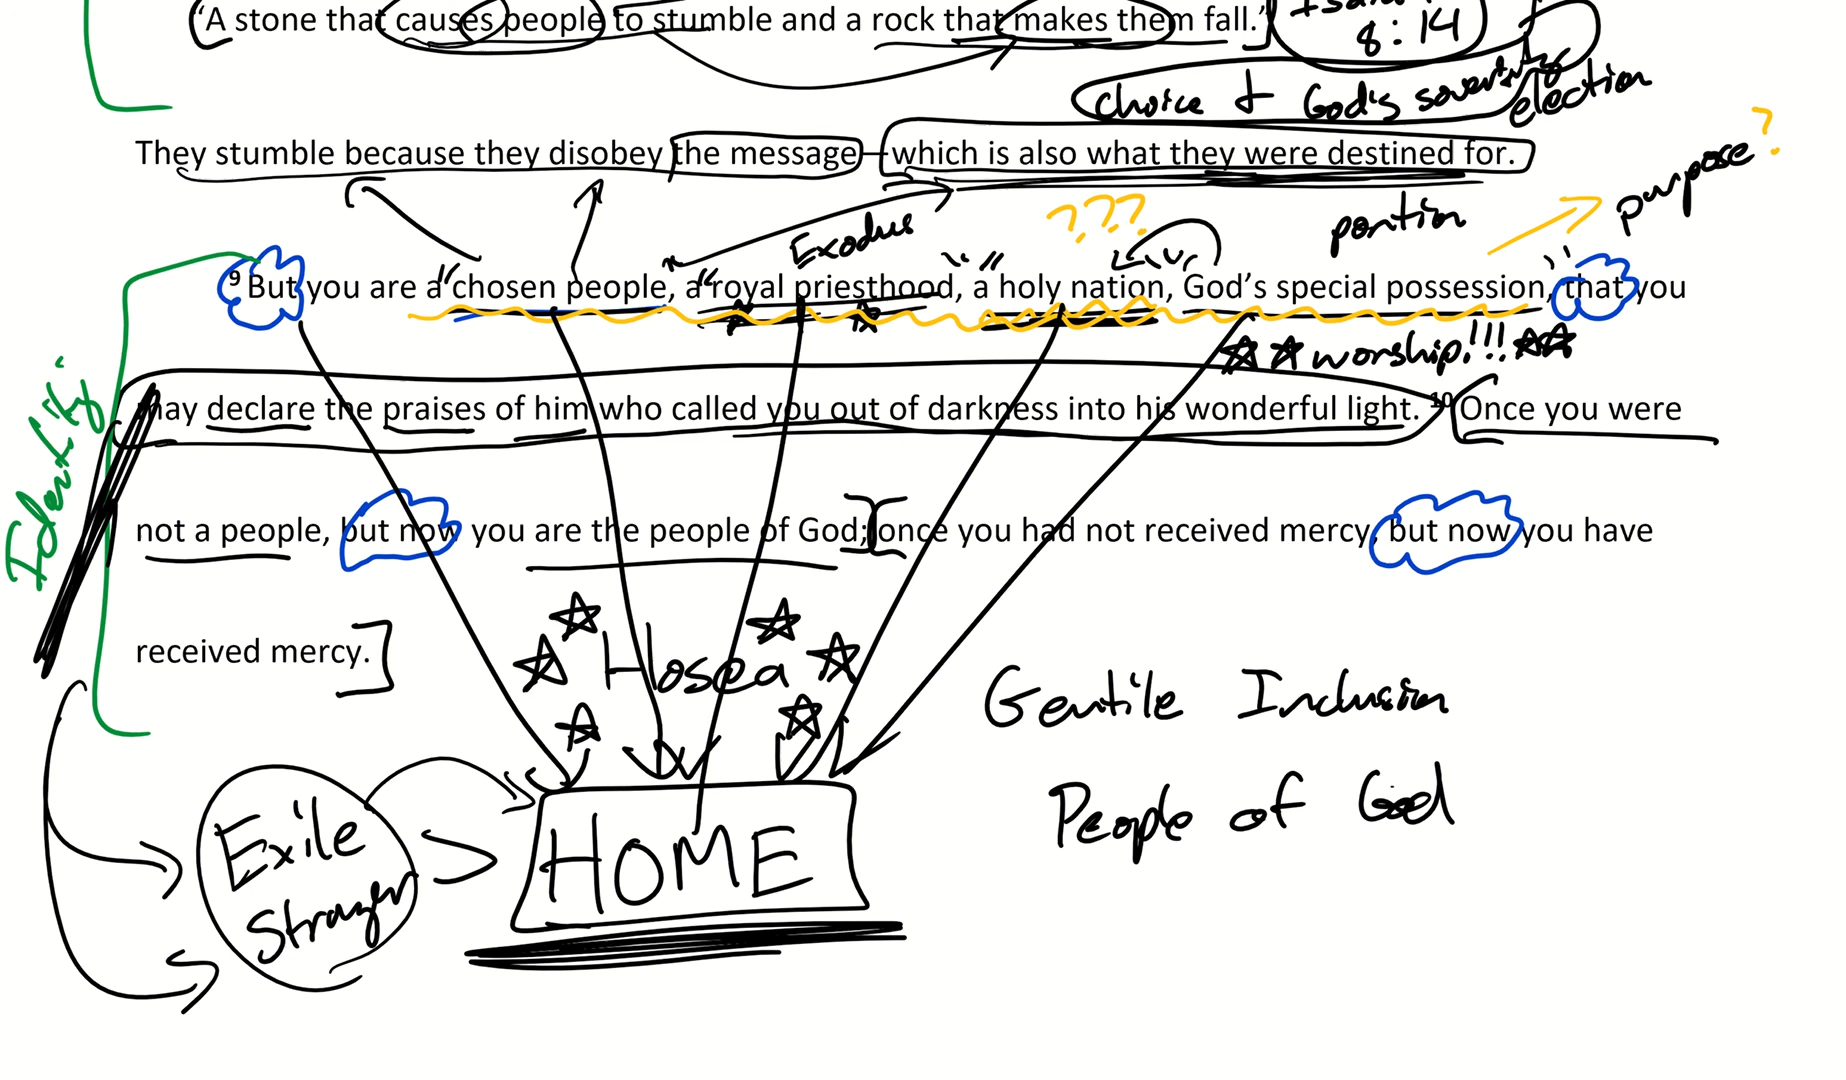 “A stone that causes people to stumble and a rock that makes them fall.”
8:14
choice + God's sovereignty
election
They stumble because they disobey the message—which is also what they were destined for.
purpose?
Exodus
???
portion
⁹ But you are a chosen people, a royal priesthood, a holy nation, God’s special possession, that you
worship!!!
Identity:
may declare the praises of him who called you out of darkness into his wonderful light. ¹⁰ Once you were
not a people, but now you are the people of God; once you had not received mercy, but now you have
received mercy.
Hosea
Gentile Inclusion
People of God
Exile
Stranger
HOME